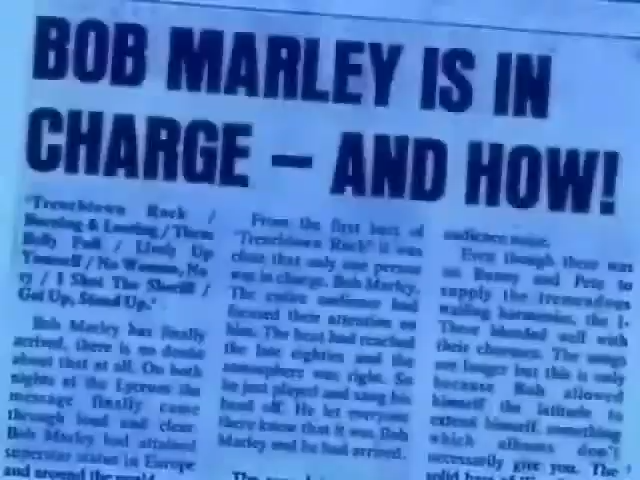 BOB MARLEY IS IN
CHARGE – AND HOW!
'Trenchtown Rock /
Burning & Looting / Them
Belly Full / Lively Up
Yourself / No Woman, No
Cry / I Shot The Sheriff /
Get Up, Stand Up.'
Bob Marley has finally
arrived, there is no doubt
about that at all. On both
nights at the Lyceum the
message finally came
through loud and clear.
Bob Marley had attained
superstar status in Europe
and around the world.
From the first bars of
'Trenchtown Rock' it was
clear that only one person
was in charge, Bob Marley.
The entire audience had
focused their attention on
him. The heat had reached
the late eighties and the
atmosphere was right. So
he just played and sang his
head off. He let everyone
there know that it was Bob
Marley and he had arrived.
audience
Even though there was
no Bunny and Pete to
supply the tremendous
wailing harmonies, the I-
Threes blended well with
their choruses. The songs
are longer but this is only
because Bob allowed
himself the latitude to
extend himself, something
which albums don't
necessarily give you. The
solid bars of